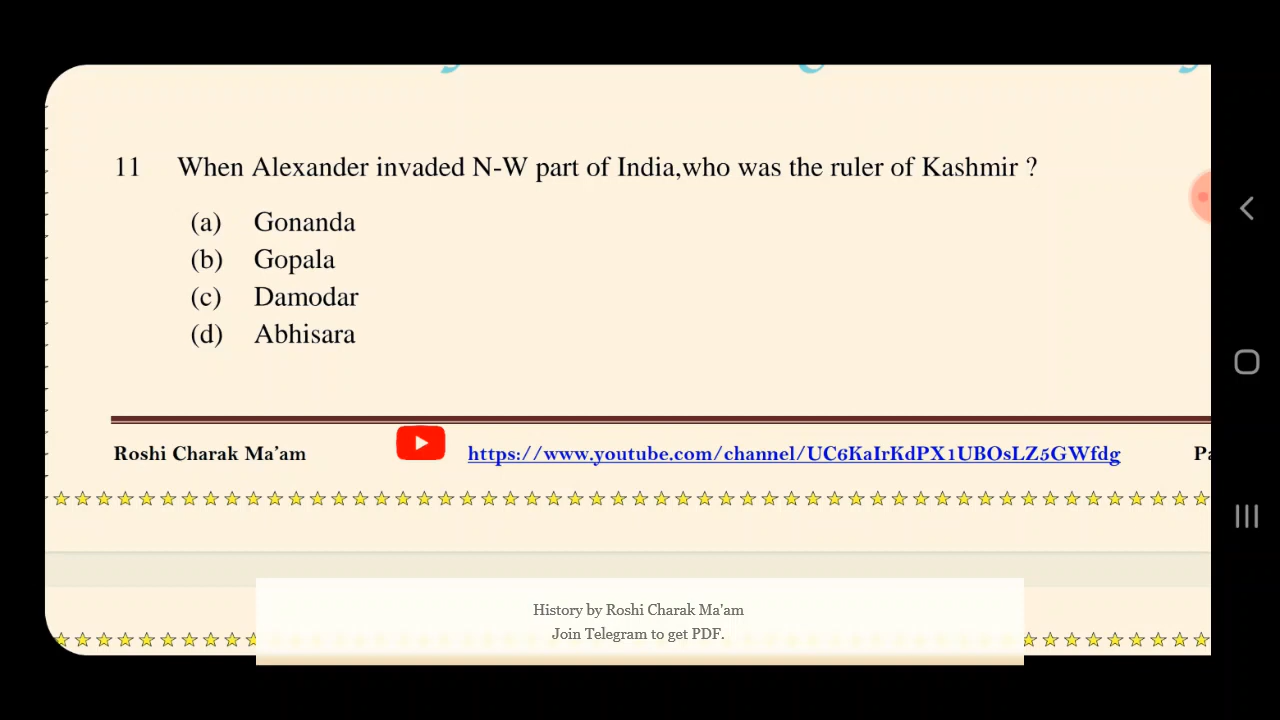 11 When Alexander invaded N-W part of India,who was the ruler of Kashmir ?
(a) Gonanda
(b) Gopala
(c) Damodar
(d) Abhisara
Roshi Charak Ma’am https://www.youtube.com/channel/UC6KaIrKdPX1UBOsLZ5GWfdg
History by Roshi Charak Ma'am
Join Telegram to get PDF.